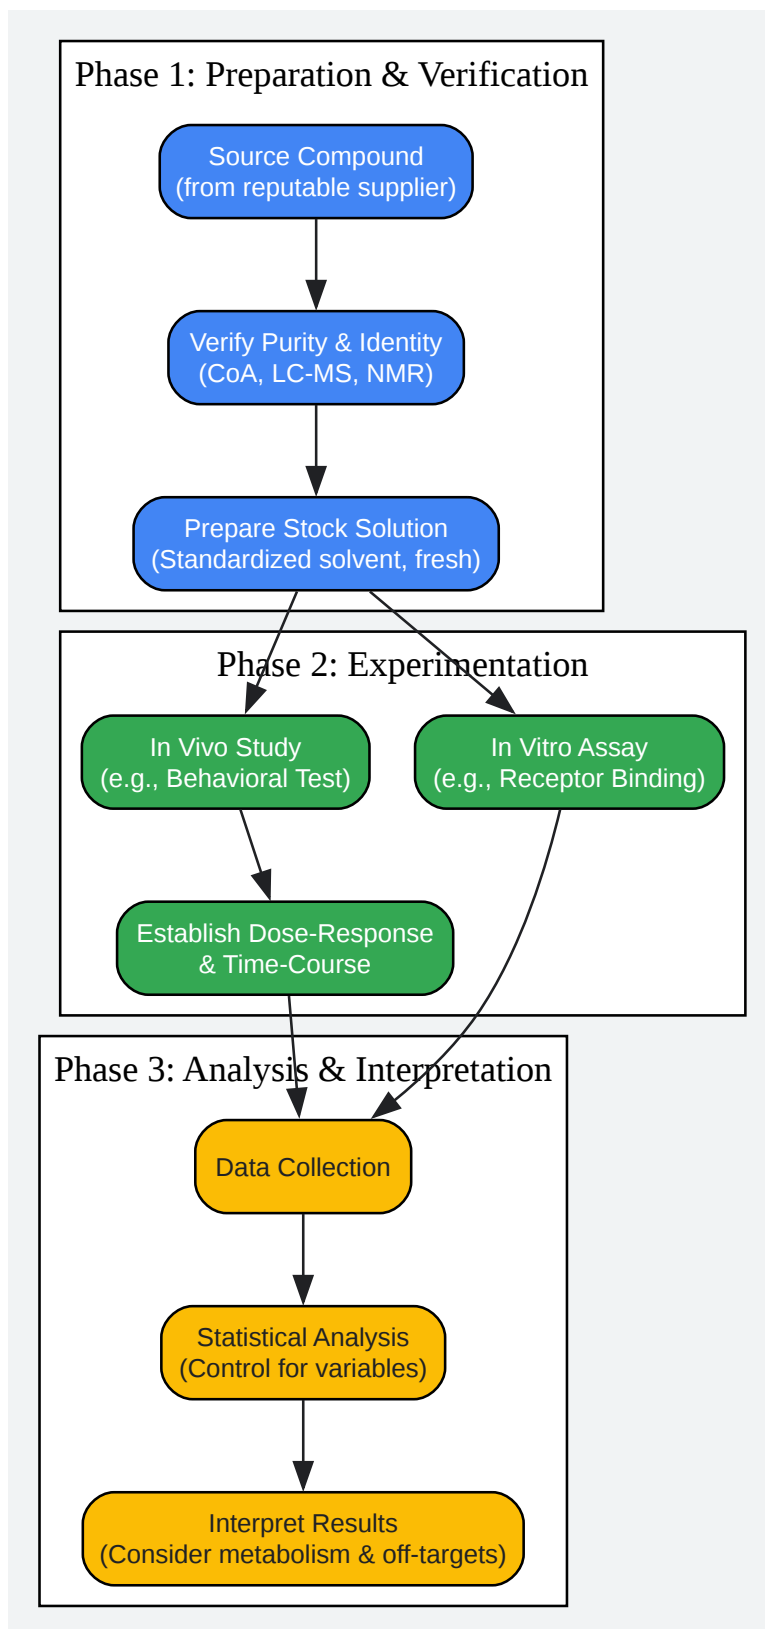 Phase 1: Preparation & Verification
Source Compound
(from reputable supplier)
Verify Purity & Identity
(CoA, LC-MS, NMR)
Prepare Stock Solution
(Standardized solvent, fresh)
Phase 2: Experimentation
In Vivo Study
(e.g., Behavioral Test)
In Vitro Assay
(e.g., Receptor Binding)
Establish Dose-Response
& Time-Course
Phase 3: Analysis & Interpretation
Data Collection
Statistical Analysis
(Control for variables)
Interpret Results
(Consider metabolism & off-targets)